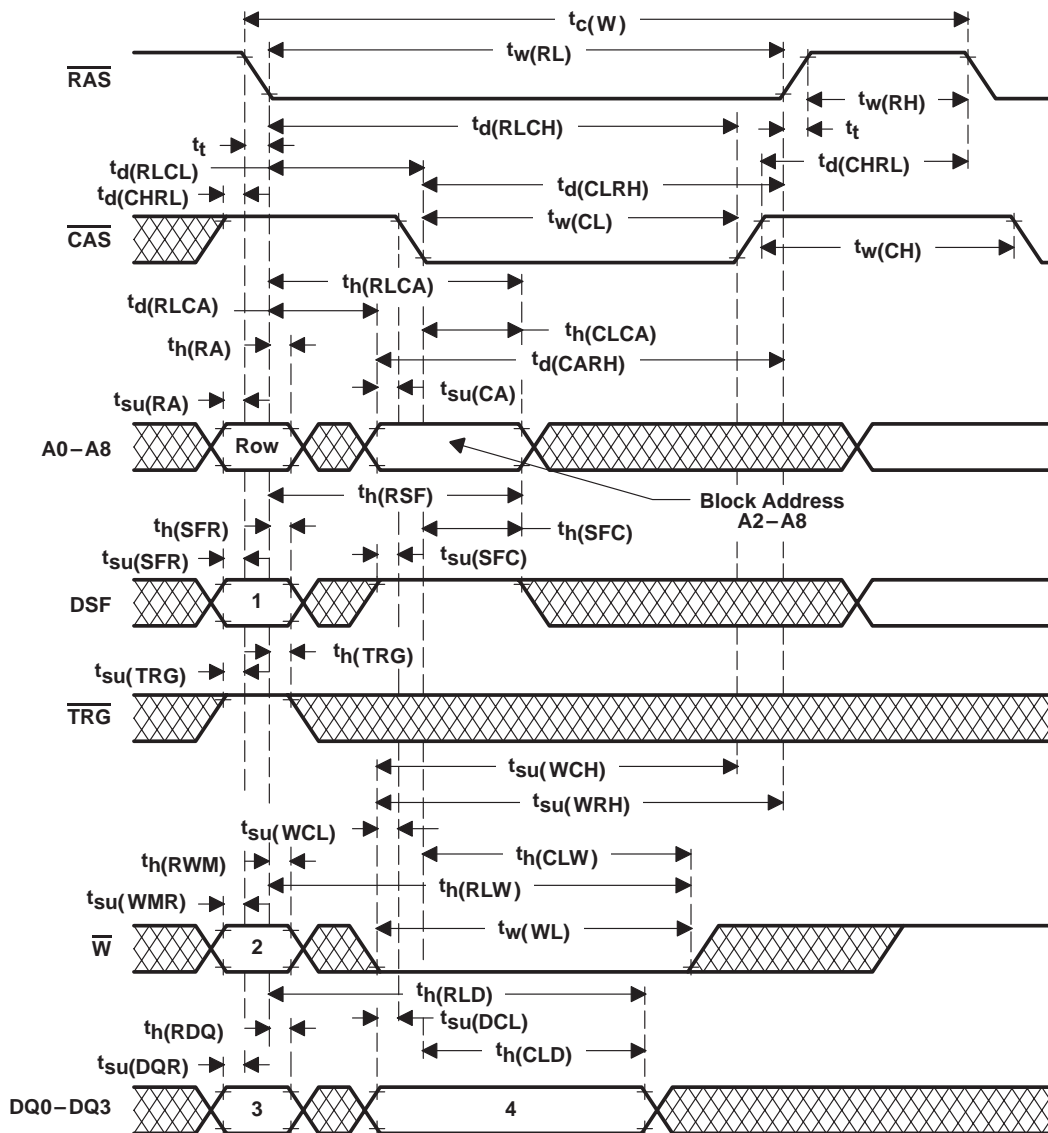 tc(W)
tw(RL)
RAS
tw(RH)
td(RLCH)
tt
tt
td(RLCL)
td(CHRL)
td(CHRL)
td(CLRH)
tw(CL)
CAS
tw(CH)
th(RLCA)
td(RLCA)
th(CLCA)
th(RA)
td(CARH)
tsu(RA)
tsu(CA)
A0–A8
Row
th(RSF)
Block Address
A2–A8
th(SFR)
th(SFC)
tsu(SFR)
tsu(SFC)
DSF
1
th(TRG)
tsu(TRG)
TRG
tsu(WCH)
tsu(WRH)
tsu(WCL)
th(CLW)
th(RWM)
th(RLW)
tsu(WMR)
tw(WL)
W
2
th(RLD)
tsu(DCL)
th(RDQ)
th(CLD)
tsu(DQR)
DQ0–DQ3
3
4